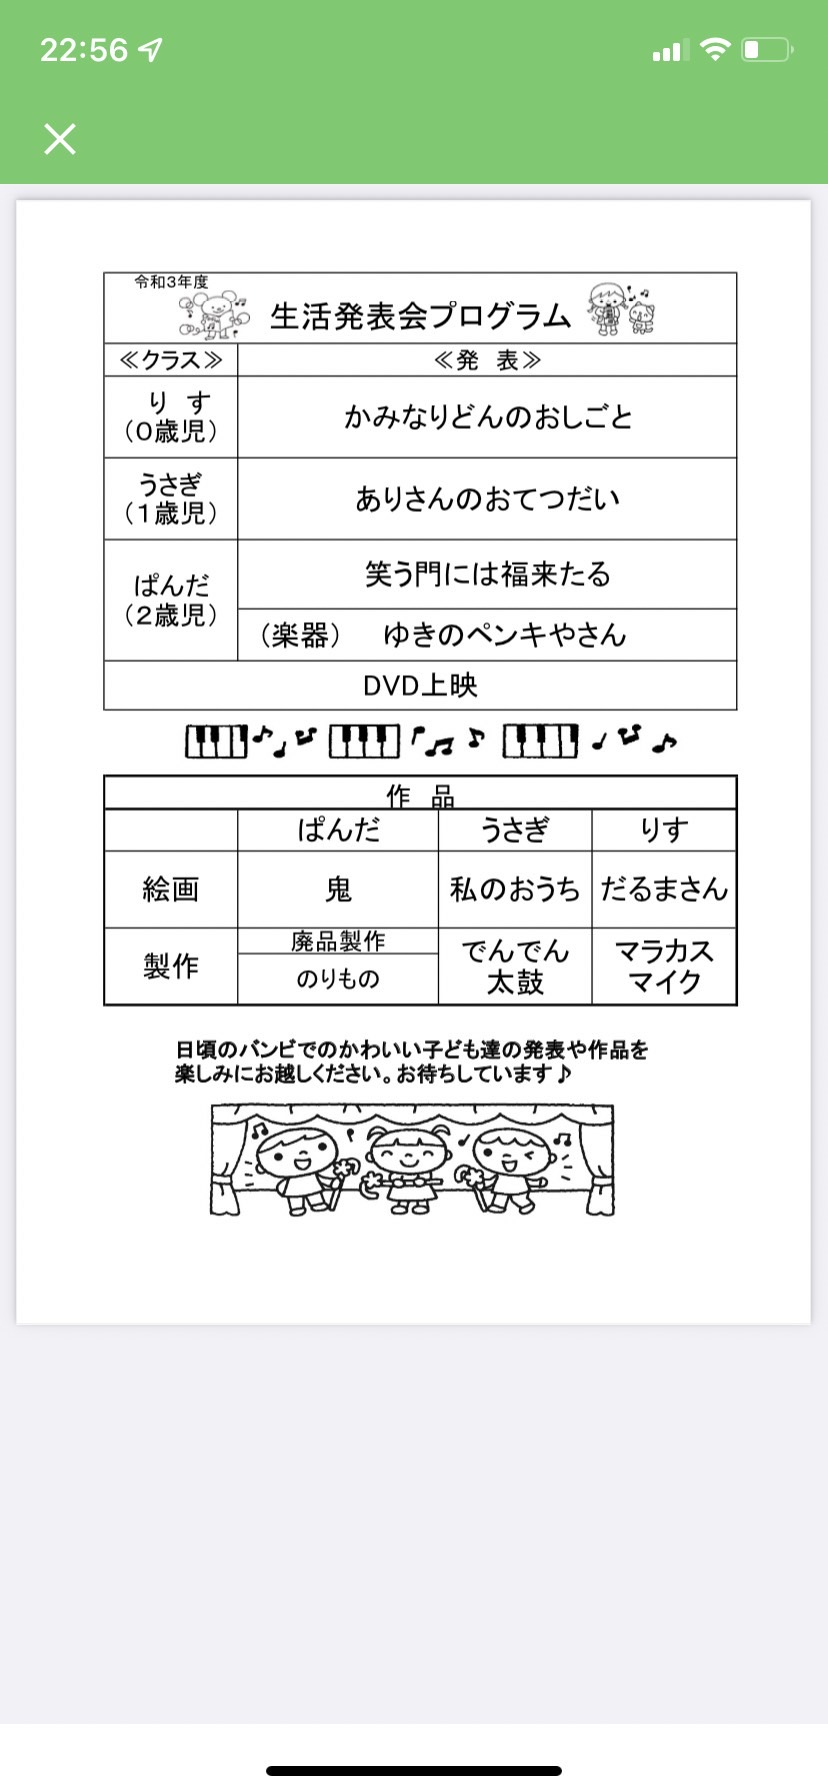 22:56
令和3年度
生活発表会プログラム
≪クラス≫ ≪発 表≫
り す
(0歳児)
かみなりどんのおしごと
うさぎ
(1歳児)
ありさんのおてつだい
ぱんだ
(2歳児)
笑う門には福来たる
(楽器) ゆきのペンキやさん
DVD上映
作 品
ぱんだ うさぎ りす
絵画 鬼 私のおうち だるまさん
製作
廃品製作
のりもの
でんでん
太鼓
マラカス
マイク
日頃のバンビでのかわいい子ども達の発表や作品を
楽しみにお越しください。お待ちしています♪